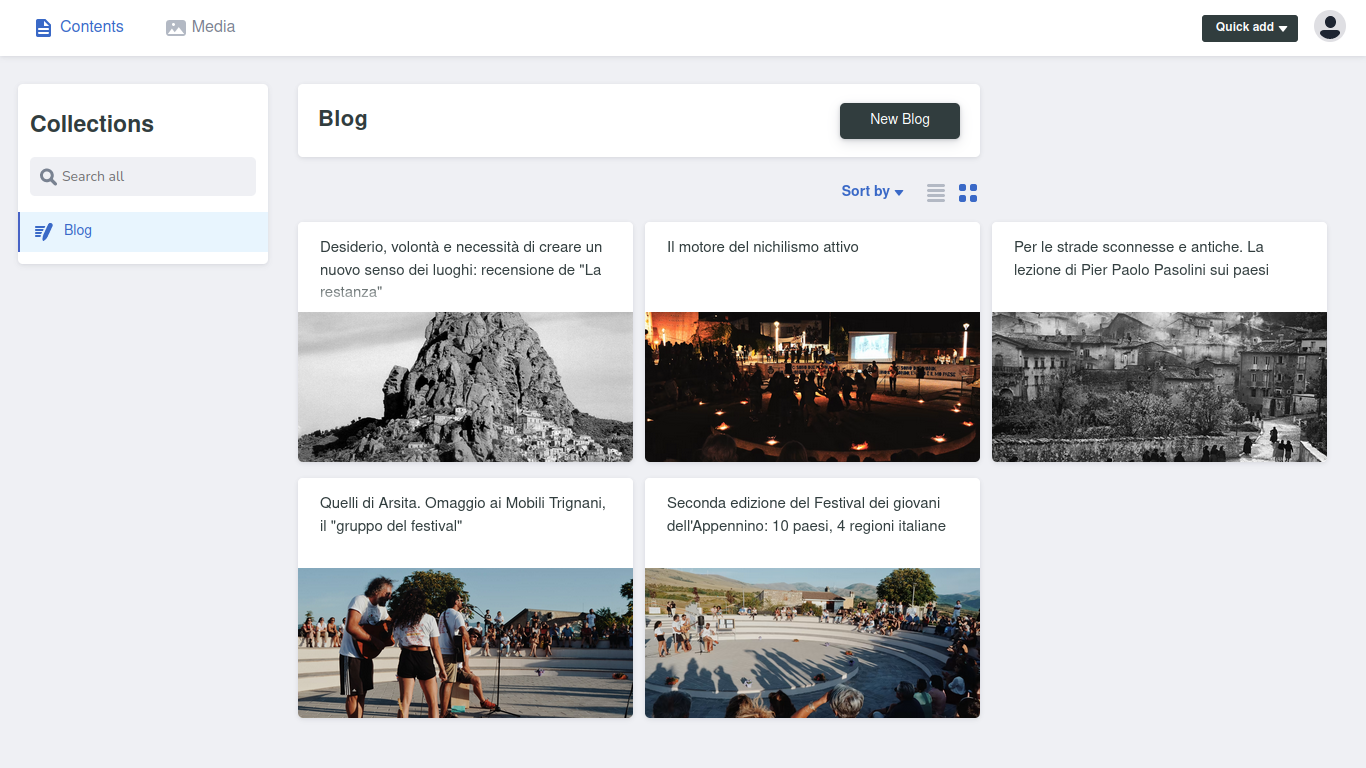 Contents
Media
Quick add
Collections
Search all
Blog
Blog
New Blog
Sort by
Desiderio, volontà e necessità di creare un
nuovo senso dei luoghi: recensione de "La
restanza"
Il motore del nichilismo attivo
Per le strade sconnesse e antiche. La
lezione di Pier Paolo Pasolini sui paesi
Quelli di Arsita. Omaggio ai Mobili Trignani,
il "gruppo del festival"
Seconda edizione del Festival dei giovani
dell'Appennino: 10 paesi, 4 regioni italiane